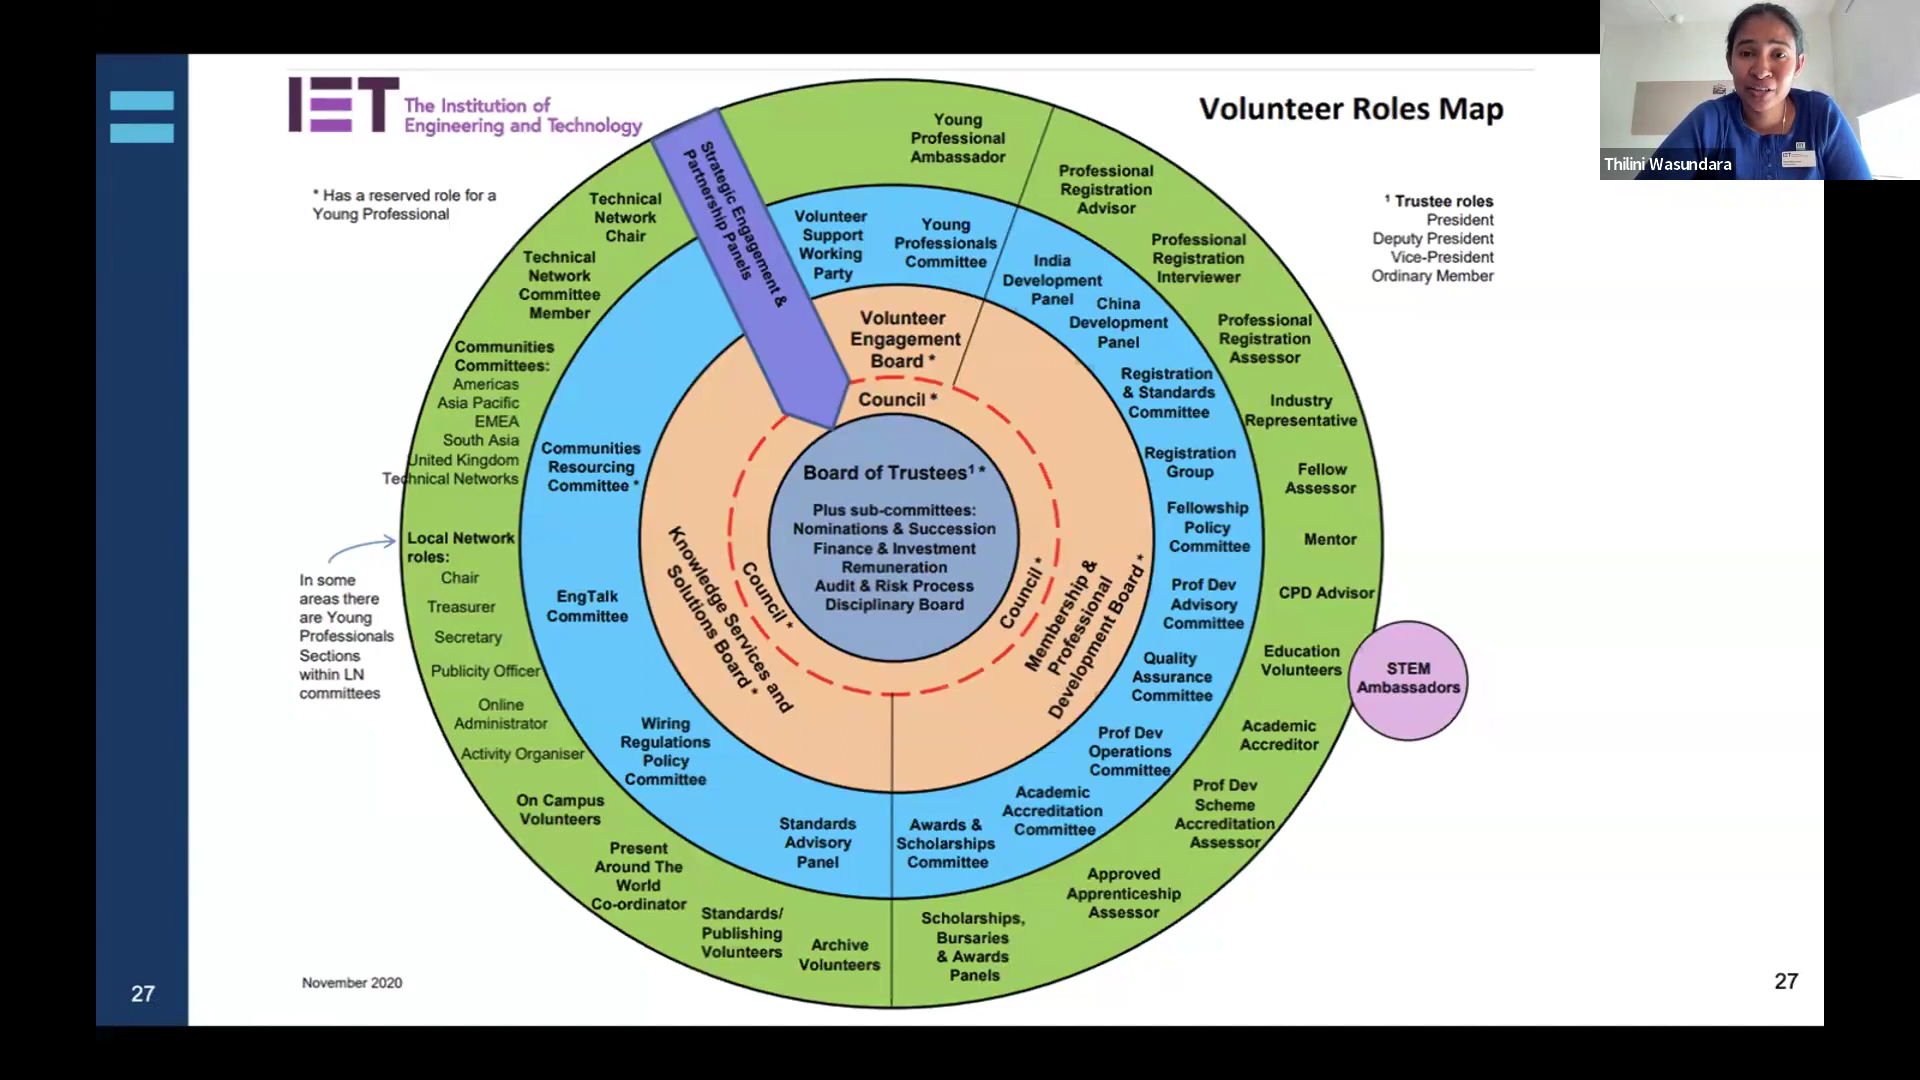 IET
The Institution of
Engineering and Technology
Volunteer Roles Map
Thilini Wasundara
* Has a reserved role for a
Young Professional
1 Trustee roles
President
Deputy President
Vice-President
Ordinary Member
Strategic Engagement &
Partnership Panels
Young
Professional
Ambassador
Professional
Registration
Advisor
Professional
Registration
Interviewer
Professional
Registration
Assessor
Industry
Representative
Fellow
Assessor
Mentor
CPD Advisor
Education
Volunteers
STEM
Ambassadors
Academic
Accreditor
Prof Dev
Scheme
Accreditation
Assessor
Approved
Apprenticeship
Assessor
Scholarships,
Bursaries
& Awards
Panels
Technical
Network
Chair
Technical
Network
Committee
Member
Communities
Committees:
Americas
Asia Pacific
EMEA
South Asia
United Kingdom
Technical Networks
Local Network
roles:
Chair
Treasurer
Secretary
Publicity Officer
Online
Administrator
Activity Organiser
On Campus
Volunteers
Present
Around The
World
Co-ordinator
Standards/
Publishing
Volunteers
Archive
Volunteers
In some
areas there
are Young
Professionals
Sections
within LN
committees
Volunteer
Support
Working
Party
Young
Professionals
Committee
India
Development
Panel
China
Development
Panel
Registration
& Standards
Committee
Registration
Group
Fellowship
Policy
Committee
Prof Dev
Advisory
Committee
Quality
Assurance
Committee
Prof Dev
Operations
Committee
Academic
Accreditation
Committee
Awards &
Scholarships
Committee
Communities
Resourcing
Committee *
EngTalk
Committee
Wiring
Regulations
Policy
Committee
Standards
Advisory
Panel
Volunteer
Engagement
Board *
Council *
Knowledge Services and
Solutions Board *
Council *
Council *
Membership &
Professional
Development Board *
Board of Trustees1 *
Plus sub-committees:
Nominations & Succession
Finance & Investment
Remuneration
Audit & Risk Process
Disciplinary Board
November 2020
27
27